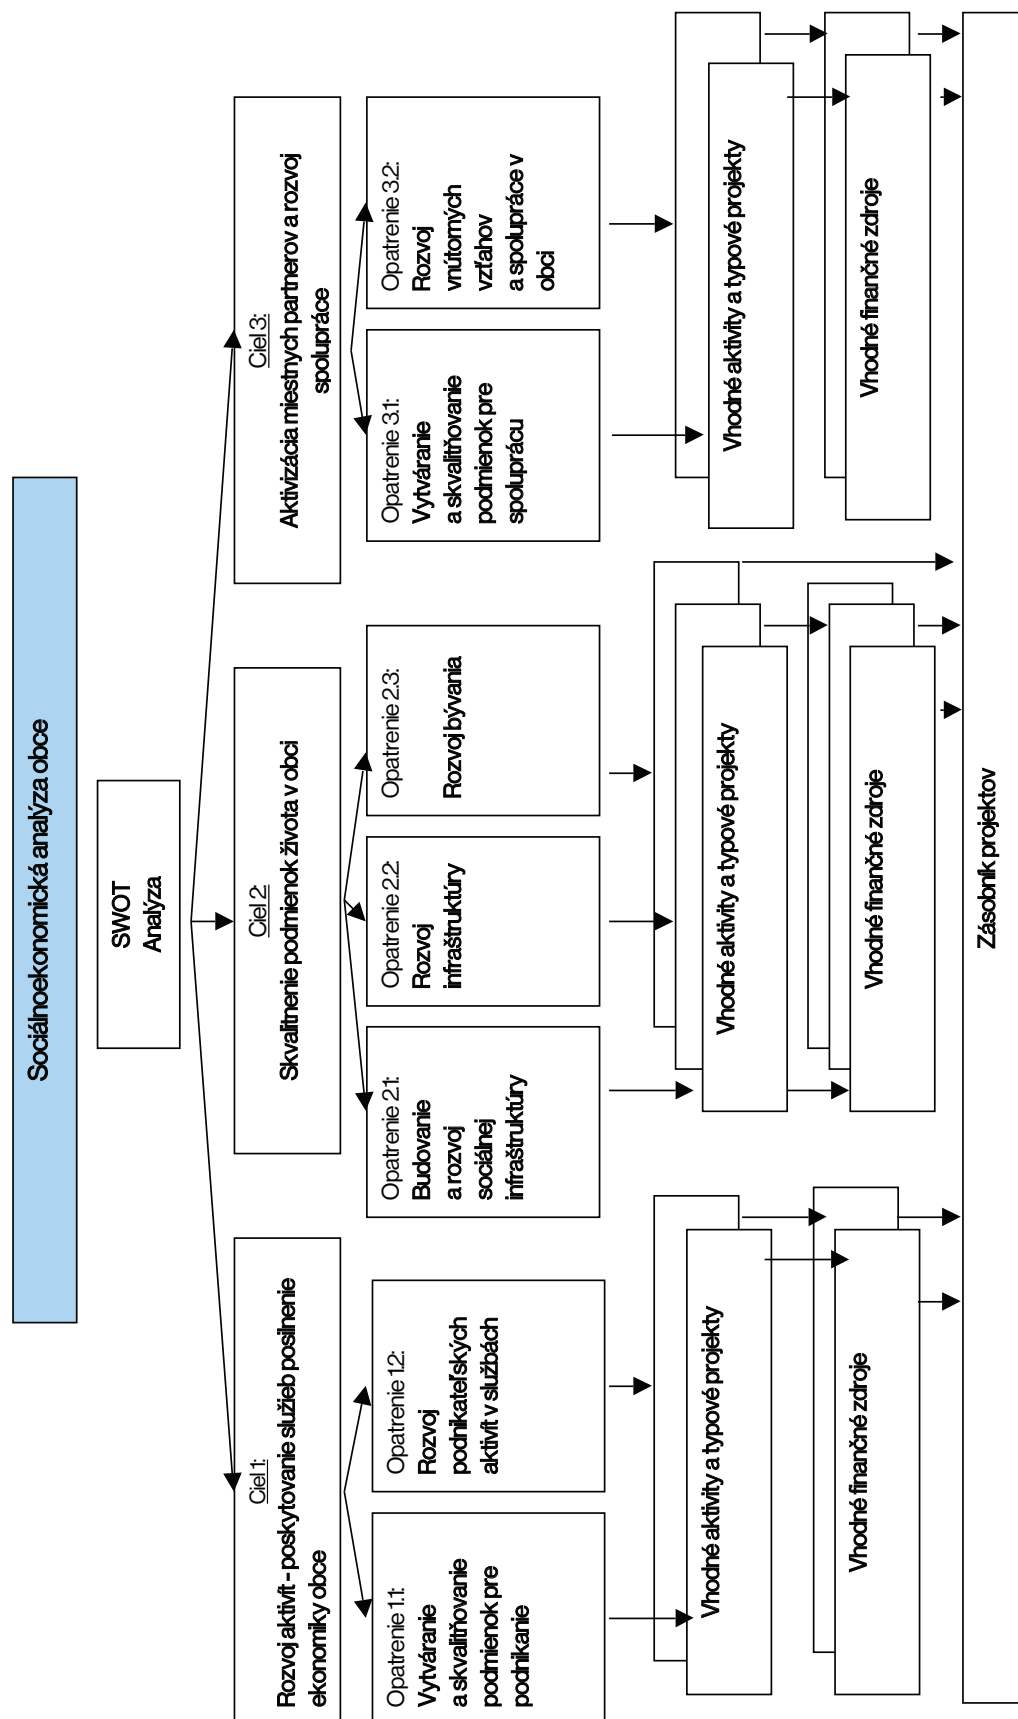 Sociálnoekonomická analýza obce
SWOT
Analýza
Ciel 1:
Rozvoj aktivít - poskytovanie služieb posilnenie
ekonomiky obce
Ciel 2:
Skvalitnenie podmienok života v obci
Ciel 3:
Aktivizácia miestnych partnerov a rozvoj
spolupráce
Opatrenie 1.1:
Vytváranie
a skvalitňovanie
podmienok pre
podnikanie
Opatrenie 1.2:
Rozvoj
podnikateľských
aktivít v službách
Opatrenie 2.1:
Budovanie
a rozvoj
sociálnej
infraštruktúry
Opatrenie 2.2:
Rozvoj
infraštruktúry
Opatrenie 2.3:
Rozvoj bývania
Opatrenie 3.1:
Vytváranie
a skvalitňovanie
podmienok pre
spoluprácu
Opatrenie 3.2:
Rozvoj
vnútorných
vzťahov
a spolupráce v
obci
Vhodné aktivity a typové projekty
Vhodné aktivity a typové projekty
Vhodné aktivity a typové projekty
Vhodné finančné zdroje
Vhodné finančné zdroje
Vhodné finančné zdroje
Zásobník projektov